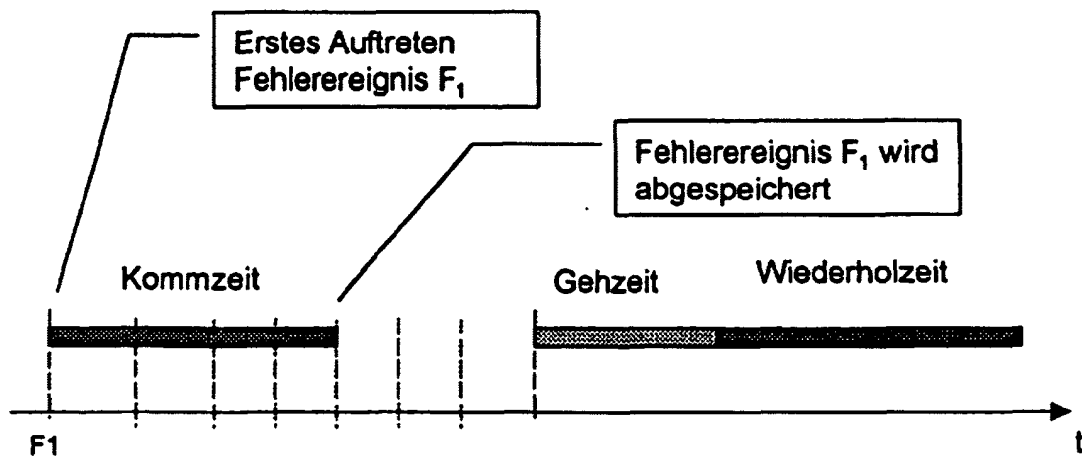 Erstes Auftreten
Fehlerereignis F₁
Fehlerereignis F₁ wird
abgespeichert
Kommzeit
Gehzeit
Wiederholzeit
F1
t